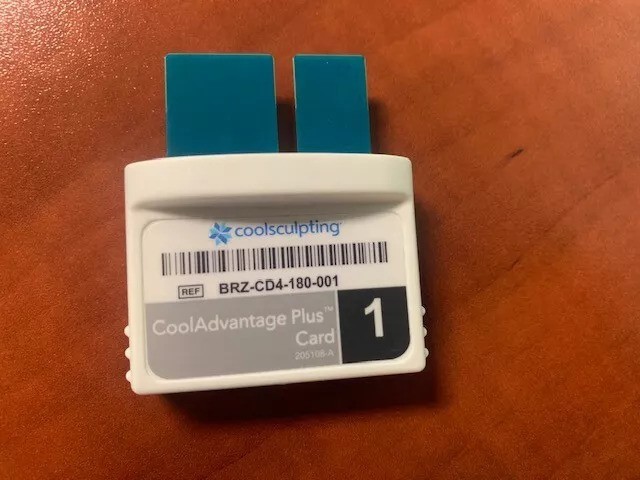 coolsculpting
REF BRZ-CD4-180-001
CoolAdvantage Plus™
Card
1
205108-A